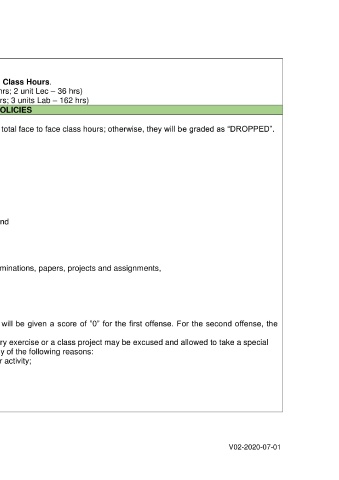 Class Hours.
hrs; 2 unit Lec – 36 hrs)
rs; 3 units Lab – 162 hrs)
OLICIES
total face to face class hours; otherwise, they will be graded as “DROPPED”.
nd
minations, papers, projects and assignments,
will be given a score of ”0” for the first offense. For the second offense, the
ry exercise or a class project may be excused and allowed to take a special
y of the following reasons:
r activity;
V02-2020-07-01